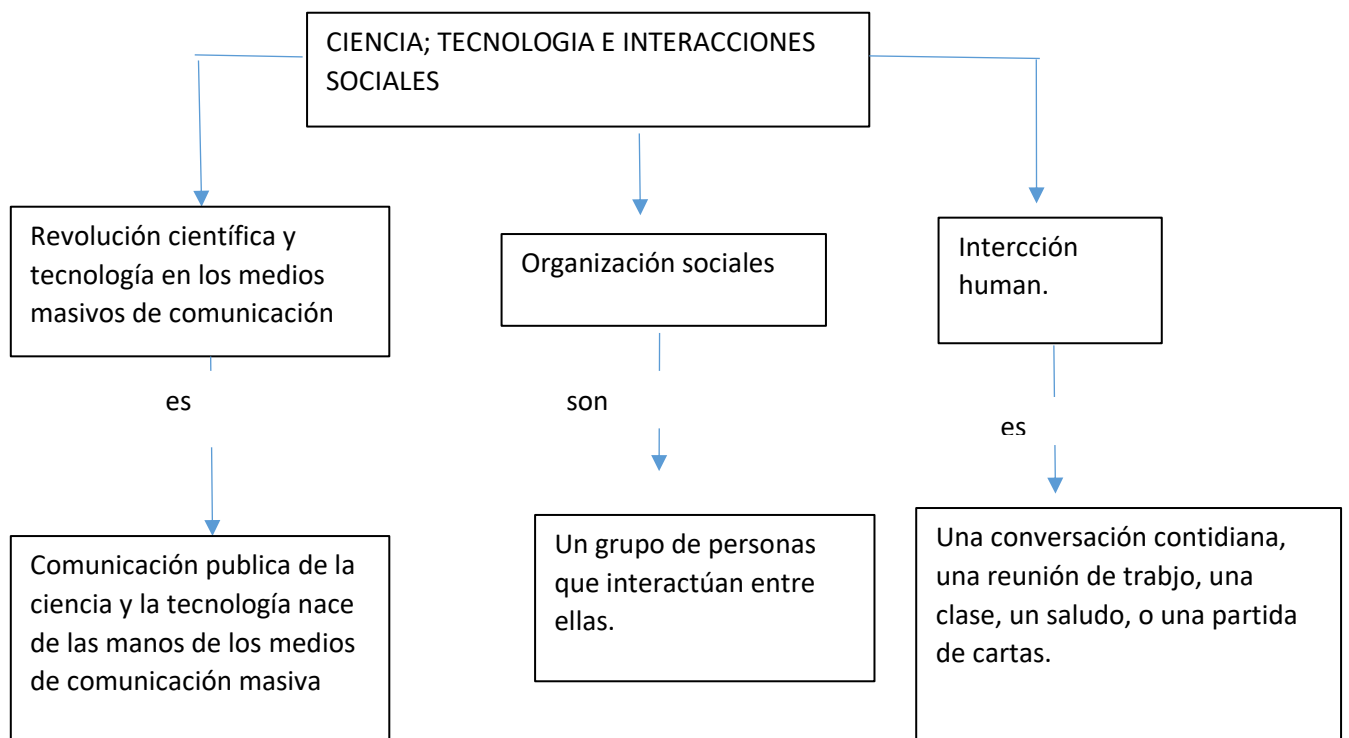 CIENCIA; TECNOLOGIA E INTERACCIONES
SOCIALES
Revolución científica y
tecnología en los medios
masivos de comunicación
Organización sociales
Intercción
human.
es
son
es
Comunicación publica de la
ciencia y la tecnología nace
de las manos de los medios
de comunicación masiva
Un grupo de personas
que interactúan entre
ellas.
Una conversación contidiana,
una reunión de trabjo, una
clase, un saludo, o una partida
de cartas.